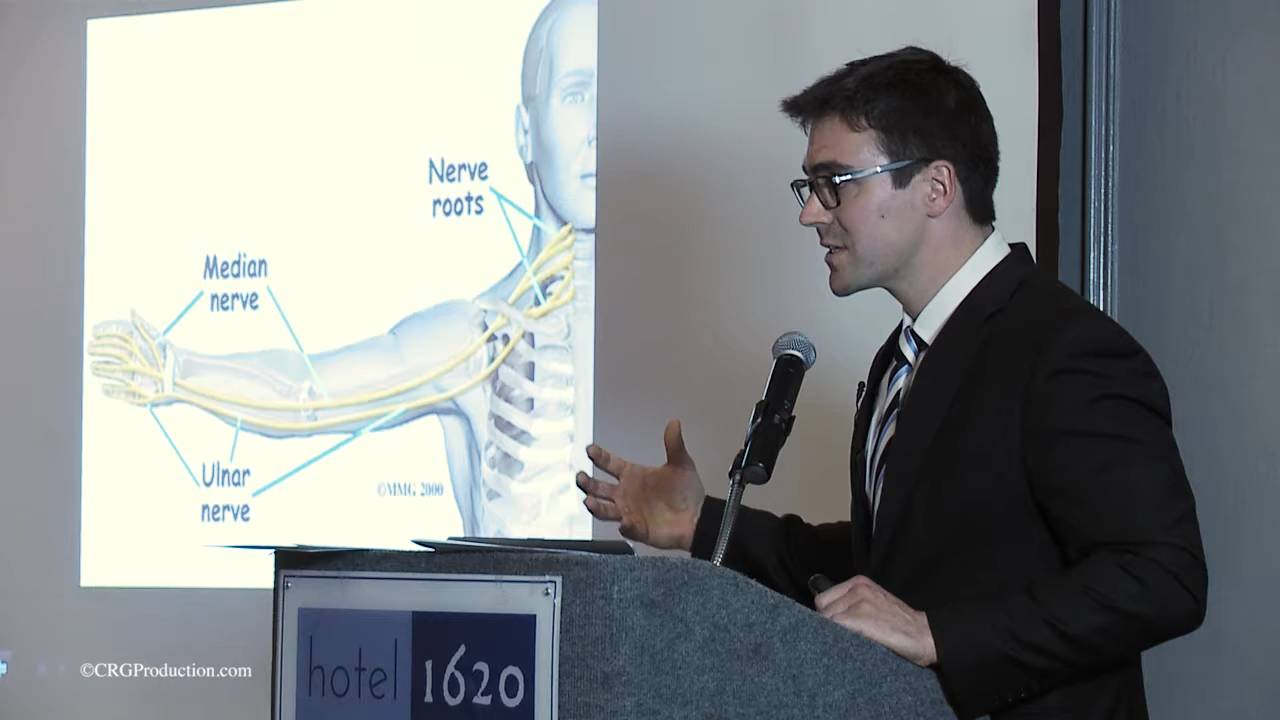 Nerve
roots
Median
nerve
Ulnar
nerve
©MMG 2000
hotel 1620
©CRGProduction.com